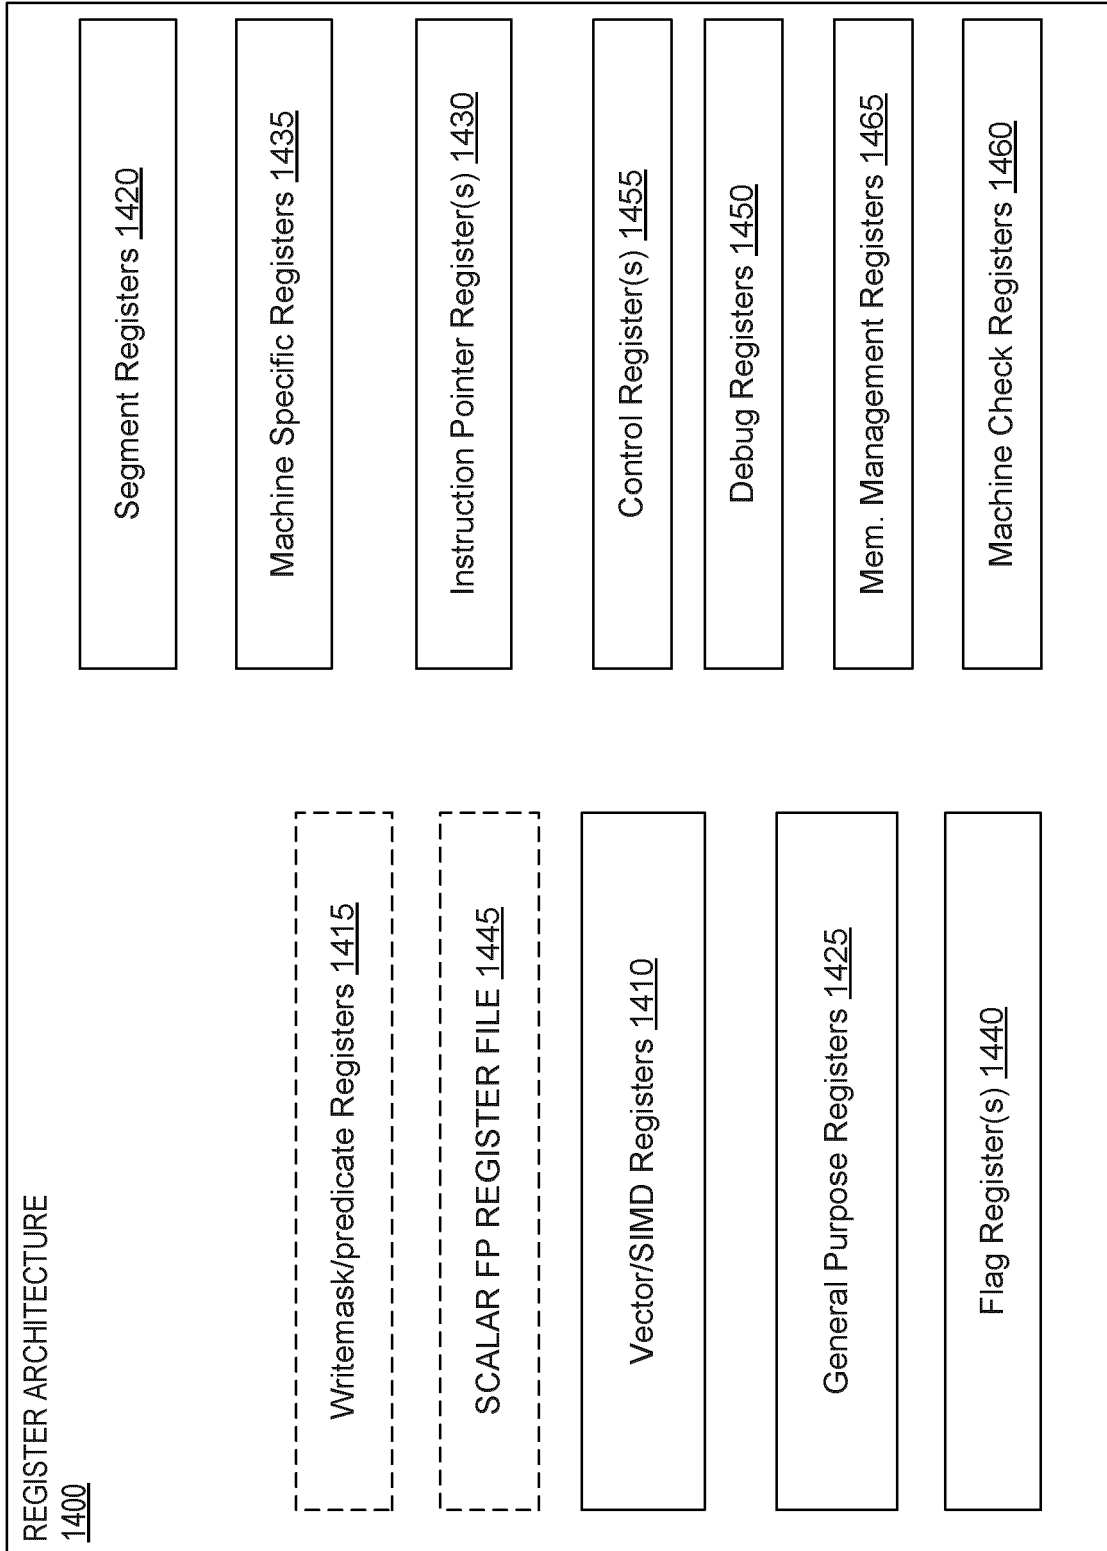 REGISTER ARCHITECTURE
1400
Writemask/predicate Registers 1415
SCALAR FP REGISTER FILE 1445
Vector/SIMD Registers 1410
General Purpose Registers 1425
Flag Register(s) 1440
Segment Registers 1420
Machine Specific Registers 1435
Instruction Pointer Register(s) 1430
Control Register(s) 1455
Debug Registers 1450
Mem. Management Registers 1465
Machine Check Registers 1460